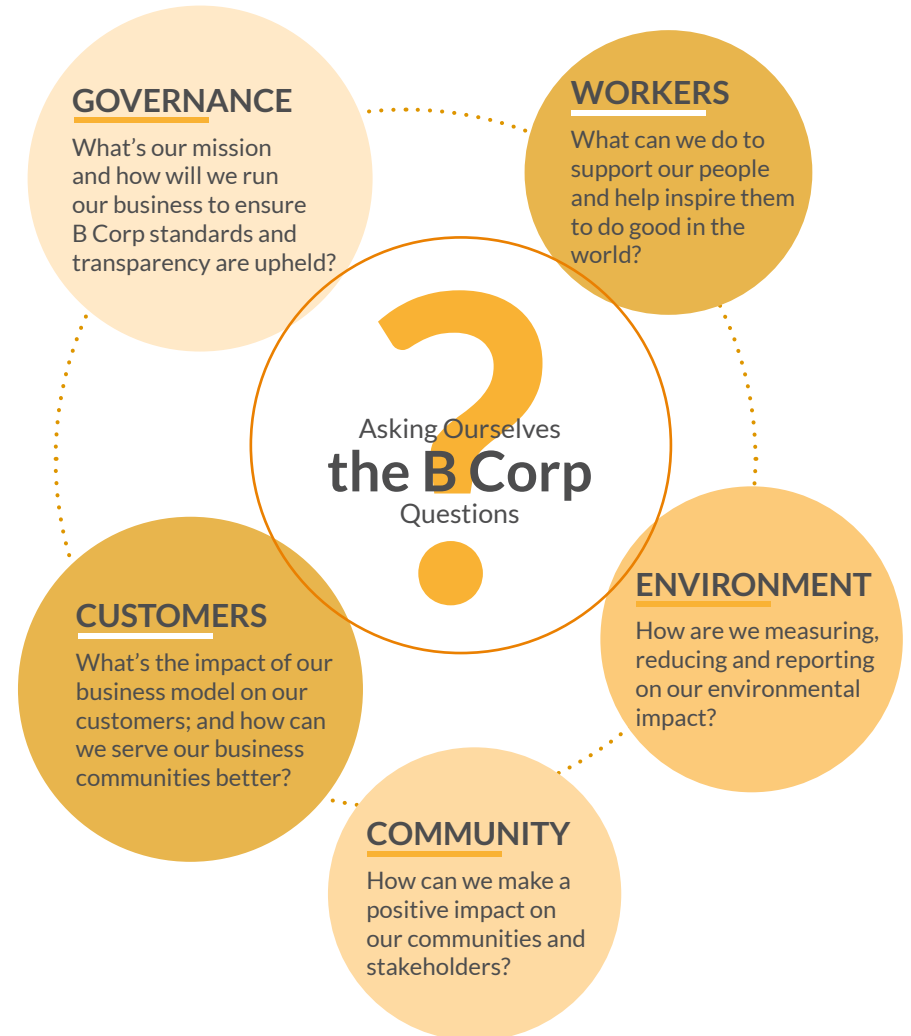 GOVERNANCE
What’s our mission
and how will we run
our business to ensure
B Corp standards and
transparency are upheld?
WORKERS
What can we do to
support our people
and help inspire them
to do good in the
world?
?
Asking Ourselves
the B Corp
Questions
ENVIRONMENT
How are we measuring,
reducing and reporting
on our environmental
impact?
CUSTOMERS
What’s the impact of our
business model on our
customers; and how can
we serve our business
communities better?
COMMUNITY
How can we make a
positive impact on
our communities and
stakeholders?